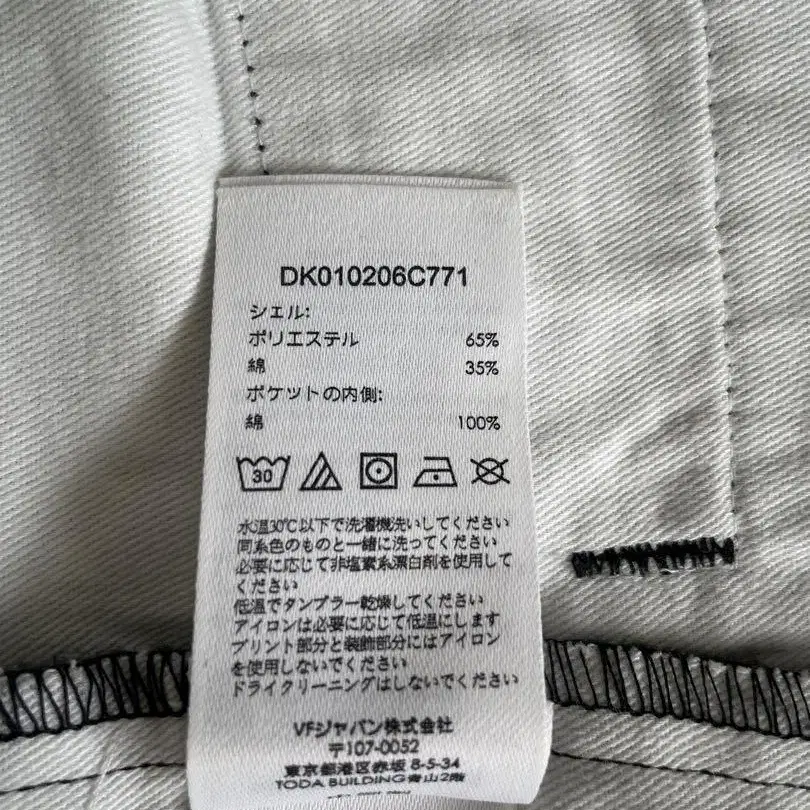 DK010206C771
シェル:
ポリエステル 65%
綿 35%
ポケットの内側:
綿 100%
30
水温30℃以下で洗濯機洗いしてください
同系色のものと一緒に洗ってください
必要に応じて非塩素系漂白剤を使用して
ください
低温でタンブラー乾燥してください
アイロンは必要に応じて低温にします
プリント部分と装飾部分にはアイロン
を使用しないでください
ドライクリーニングはしないでください
VFジャパン株式会社
〒107-0052
東京都港区赤坂 8-5-34
TODA BUILDING 青山2階